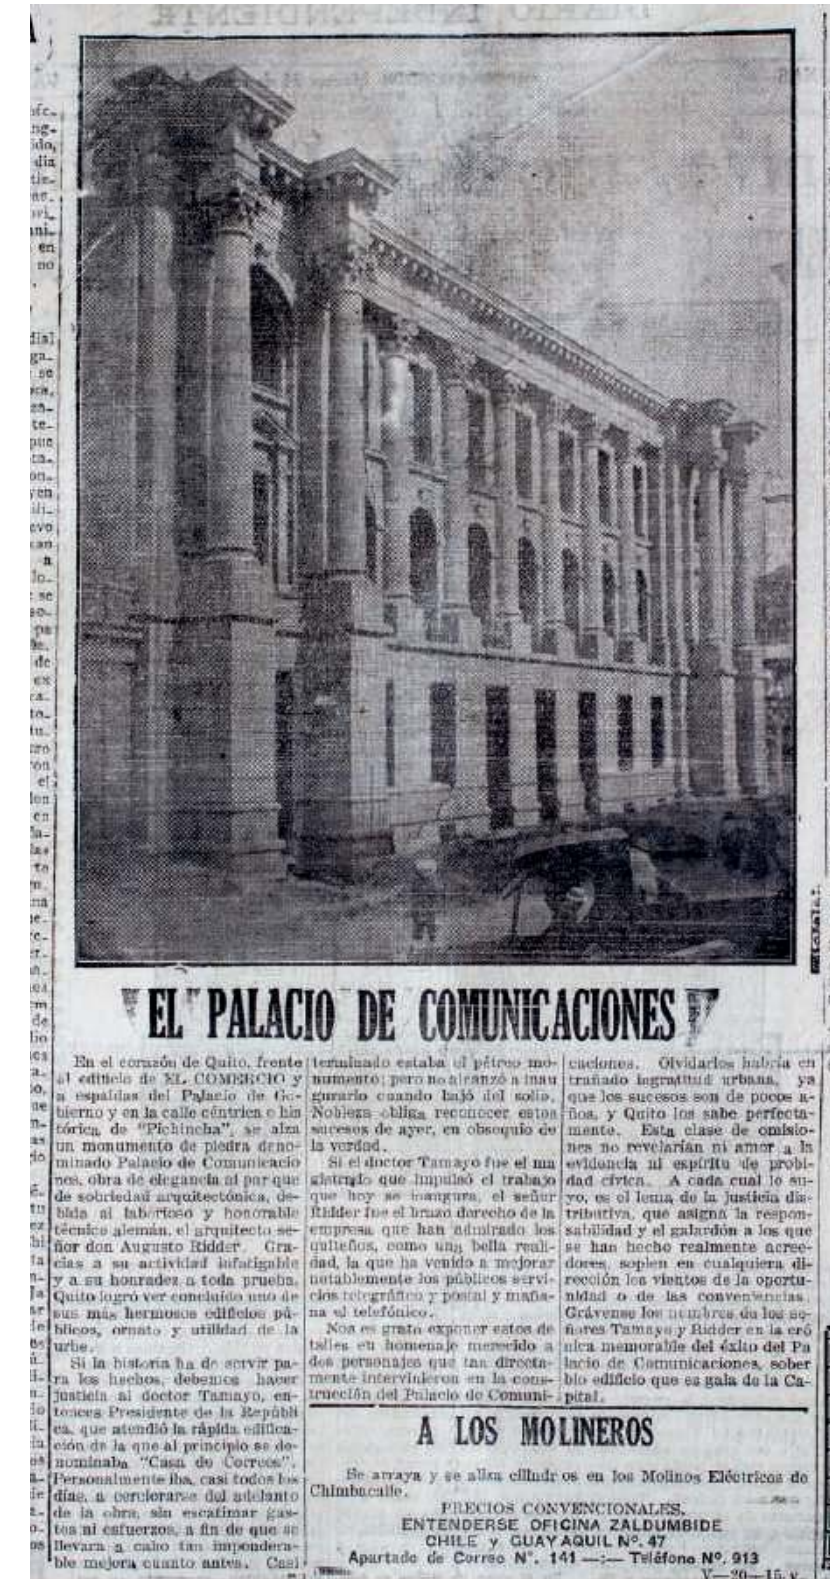 EL PALACIO DE COMUNICACIONES
En el corazón de Quito, frente
al edificio de EL COMERCIO y
a espaldas del Palacio de Go-
bierno y en la calle céntrica e his
tórica de "Pichincha", se alza
un monumento de piedra deno-
minado Palacio de Comunicacio
nes, obra de elegancia al par que
de sobriedad arquitectónica, de-
bida al laborioso y honorable
técnico alemán, el arquitecto se-
ñor don Augusto Ridder. Gra-
cias a su actividad infatigable
y a su honradez a toda prueba,
Quito logró ver concluído uno de
sus más hermosos edificios pú-
blicos, ornato y utilidad de la
urbe.
Si la historia ha de servir pa-
ra los hechos, debemos hacer
justicia al doctor Tamayo, en-
tonces Presidente de la Repúbli
ca, que atendió la rápida edifica-
ción de la que al principio se de-
nominaba "Casa de Correos".
Personalmente iba, casi todos los
días, a cerciorarse del adelanto
de la obra, sin escatimar gas-
tos ni esfuerzos, a fin de que se
llevara a cabo tan impondera-
ble mejora cuanto antes. Casi
terminado estaba el pétreo mo-
numento; pero no alcanzó a inau
gurarlo cuando bajó del solio.
Nobleza obliga reconocer estos
sucesos de ayer, en obsequio de
la verdad.
Si el doctor Tamayo fue el ma
gistrado que impulsó el trabajo
que hoy se inaugura, el señor
Ridder fue el brazo derecho de la
empresa que han admirado los
quiteños, como una bella reali-
dad, la que ha venido a mejorar
notablemente los públicos servi-
cios telegráfico y postal y maña-
na el telefónico.
Nos es grato exponer estos de
talles en homenaje merecido a
dos personajes que tan directa-
mente intervinieron en la cons-
trucción del Palacio de Comuni-
caciones. Olvidarlos habría en
trañado ingratitud urbana, ya
que los sucesos son de pocos a-
ños, y Quito los sabe perfecta-
mente. Esta clase de omisio-
nes no revelarían ni amor a la
evidencia ni espíritu de probi-
dad cívica. A cada cual lo su-
yo, es el lema de la justicia dis-
tributiva, que asigna la respon-
sabilidad y el galardón a los que
se han hecho realmente acree-
dores, soplen en cualquiera di-
rección los vientos de la oportu-
nidad o de las conveniencias.
Grávense los nombres de los se-
ñores Tamayo y Ridder en la cró
nica memorable del éxito del Pa
lacio de Comunicaciones, sober
bio edificio que es gala de la Ca-
pital.
A LOS MOLINEROS
Se arraya y se alisa cilindros en los Molinos Eléctricos de
Chimbacalle.
PRECIOS CONVENCIONALES.
ENTENDERSE OFICINA ZALDUMBIDE
CHILE y GUAYAQUIL Nº. 47
Apartado de Correo Nº. 141 —:— Teléfono Nº. 913
V—20—15. v.